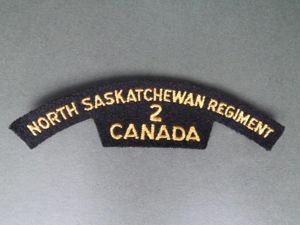 NORTH SASKATCHEWAN REGIMENT
2
CANADA